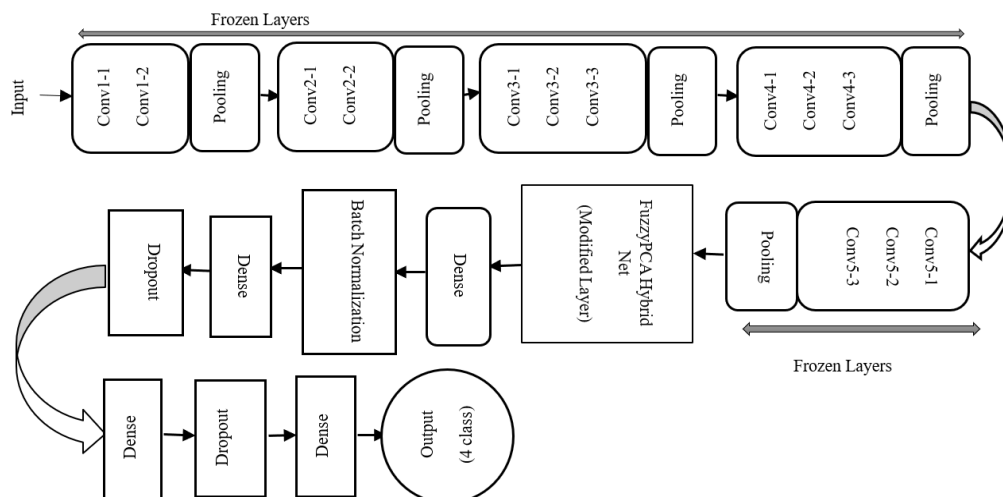 Frozen Layers
Input
Conv1-1
Conv1-2
Pooling
Conv2-1
Conv2-2
Pooling
Conv3-1
Conv3-2
Conv3-3
Pooling
Conv4-1
Conv4-2
Conv4-3
Pooling
Conv5-1
Conv5-2
Conv5-3
Pooling
Frozen Layers
FuzzyPCA Hybrid
Net
(Modified Layer)
Dense
Batch Normalization
Dense
Dropout
Dense
Dropout
Dense
Output
(4 class)